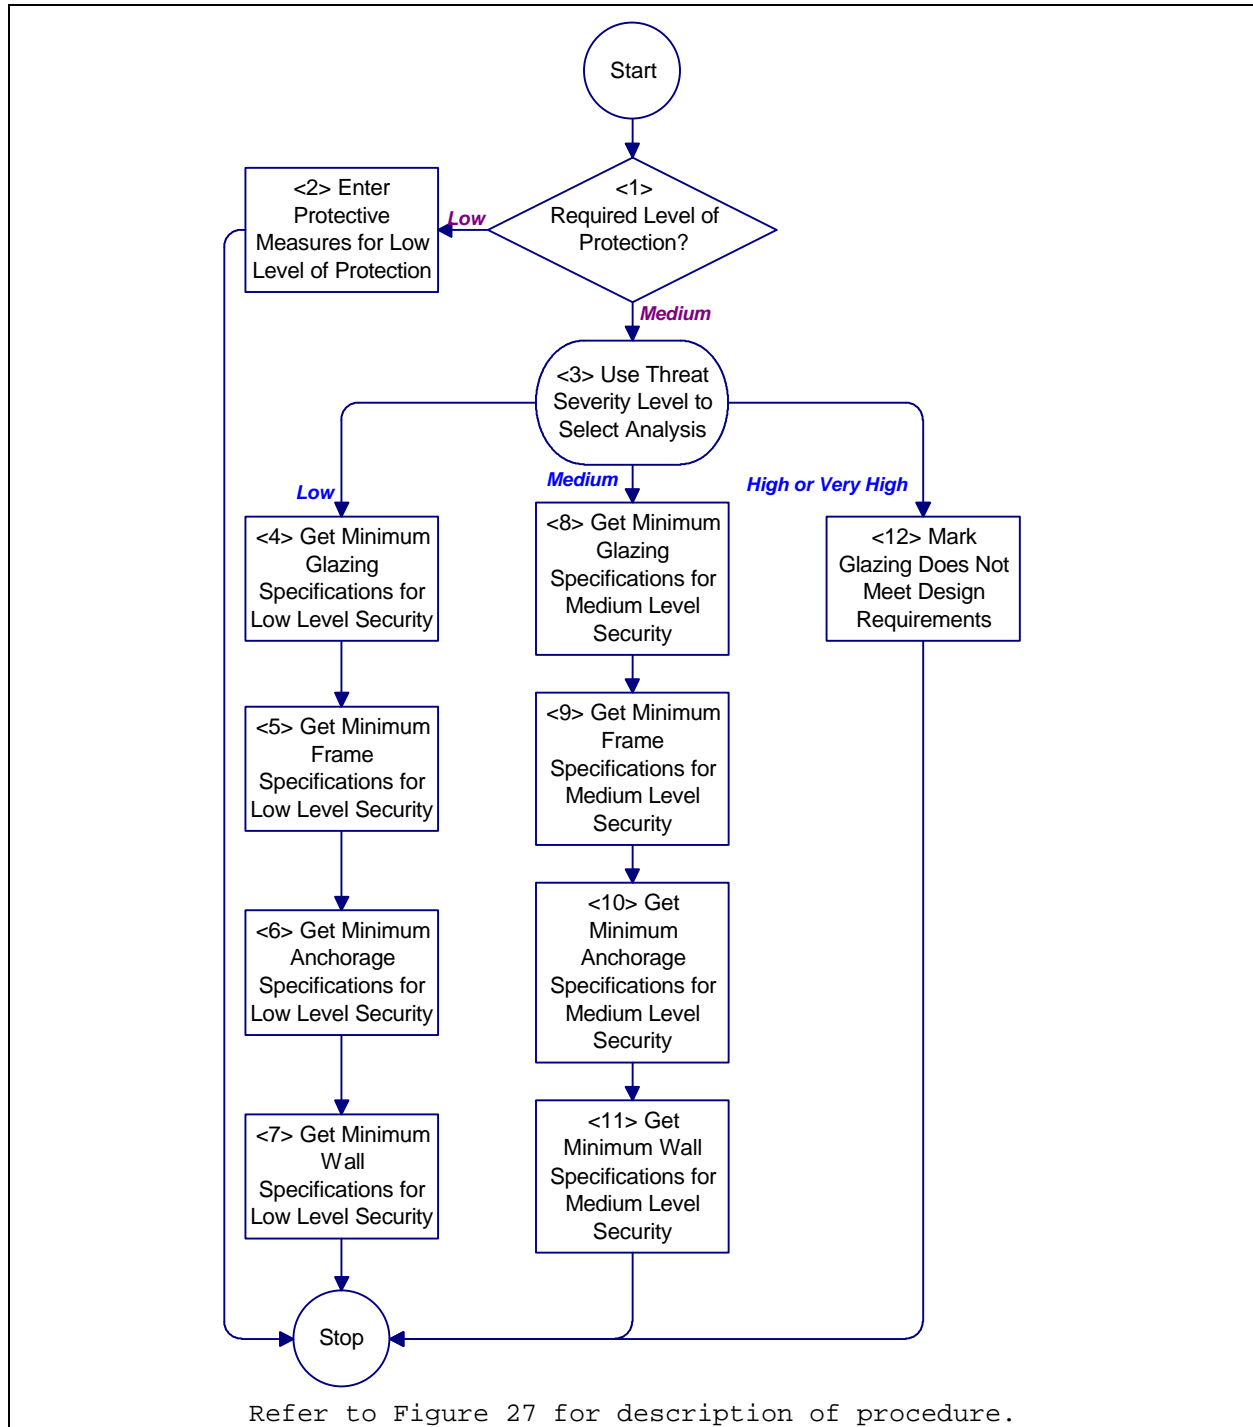 Start
<1>
Required Level of
Protection?
<2> Enter
Protective
Measures for Low
Level of Protection
Low
Medium
<3> Use Threat
Severity Level to
Select Analysis
Low
Medium
High or Very High
<4> Get Minimum
Glazing
Specifications for
Low Level Security
<8> Get Minimum
Glazing
Specifications for
Medium Level
Security
<12> Mark
Glazing Does Not
Meet Design
Requirements
<5> Get Minimum
Frame
Specifications for
Low Level Security
<9> Get Minimum
Frame
Specifications for
Medium Level
Security
<6> Get Minimum
Anchorage
Specifications for
Low Level Security
<10> Get
Minimum
Anchorage
Specifications for
Medium Level
Security
<7> Get Minimum
Wall
Specifications for
Low Level Security
<11> Get
Minimum Wall
Specifications for
Medium Level
Security
Stop
Refer to Figure 27 for description of procedure.